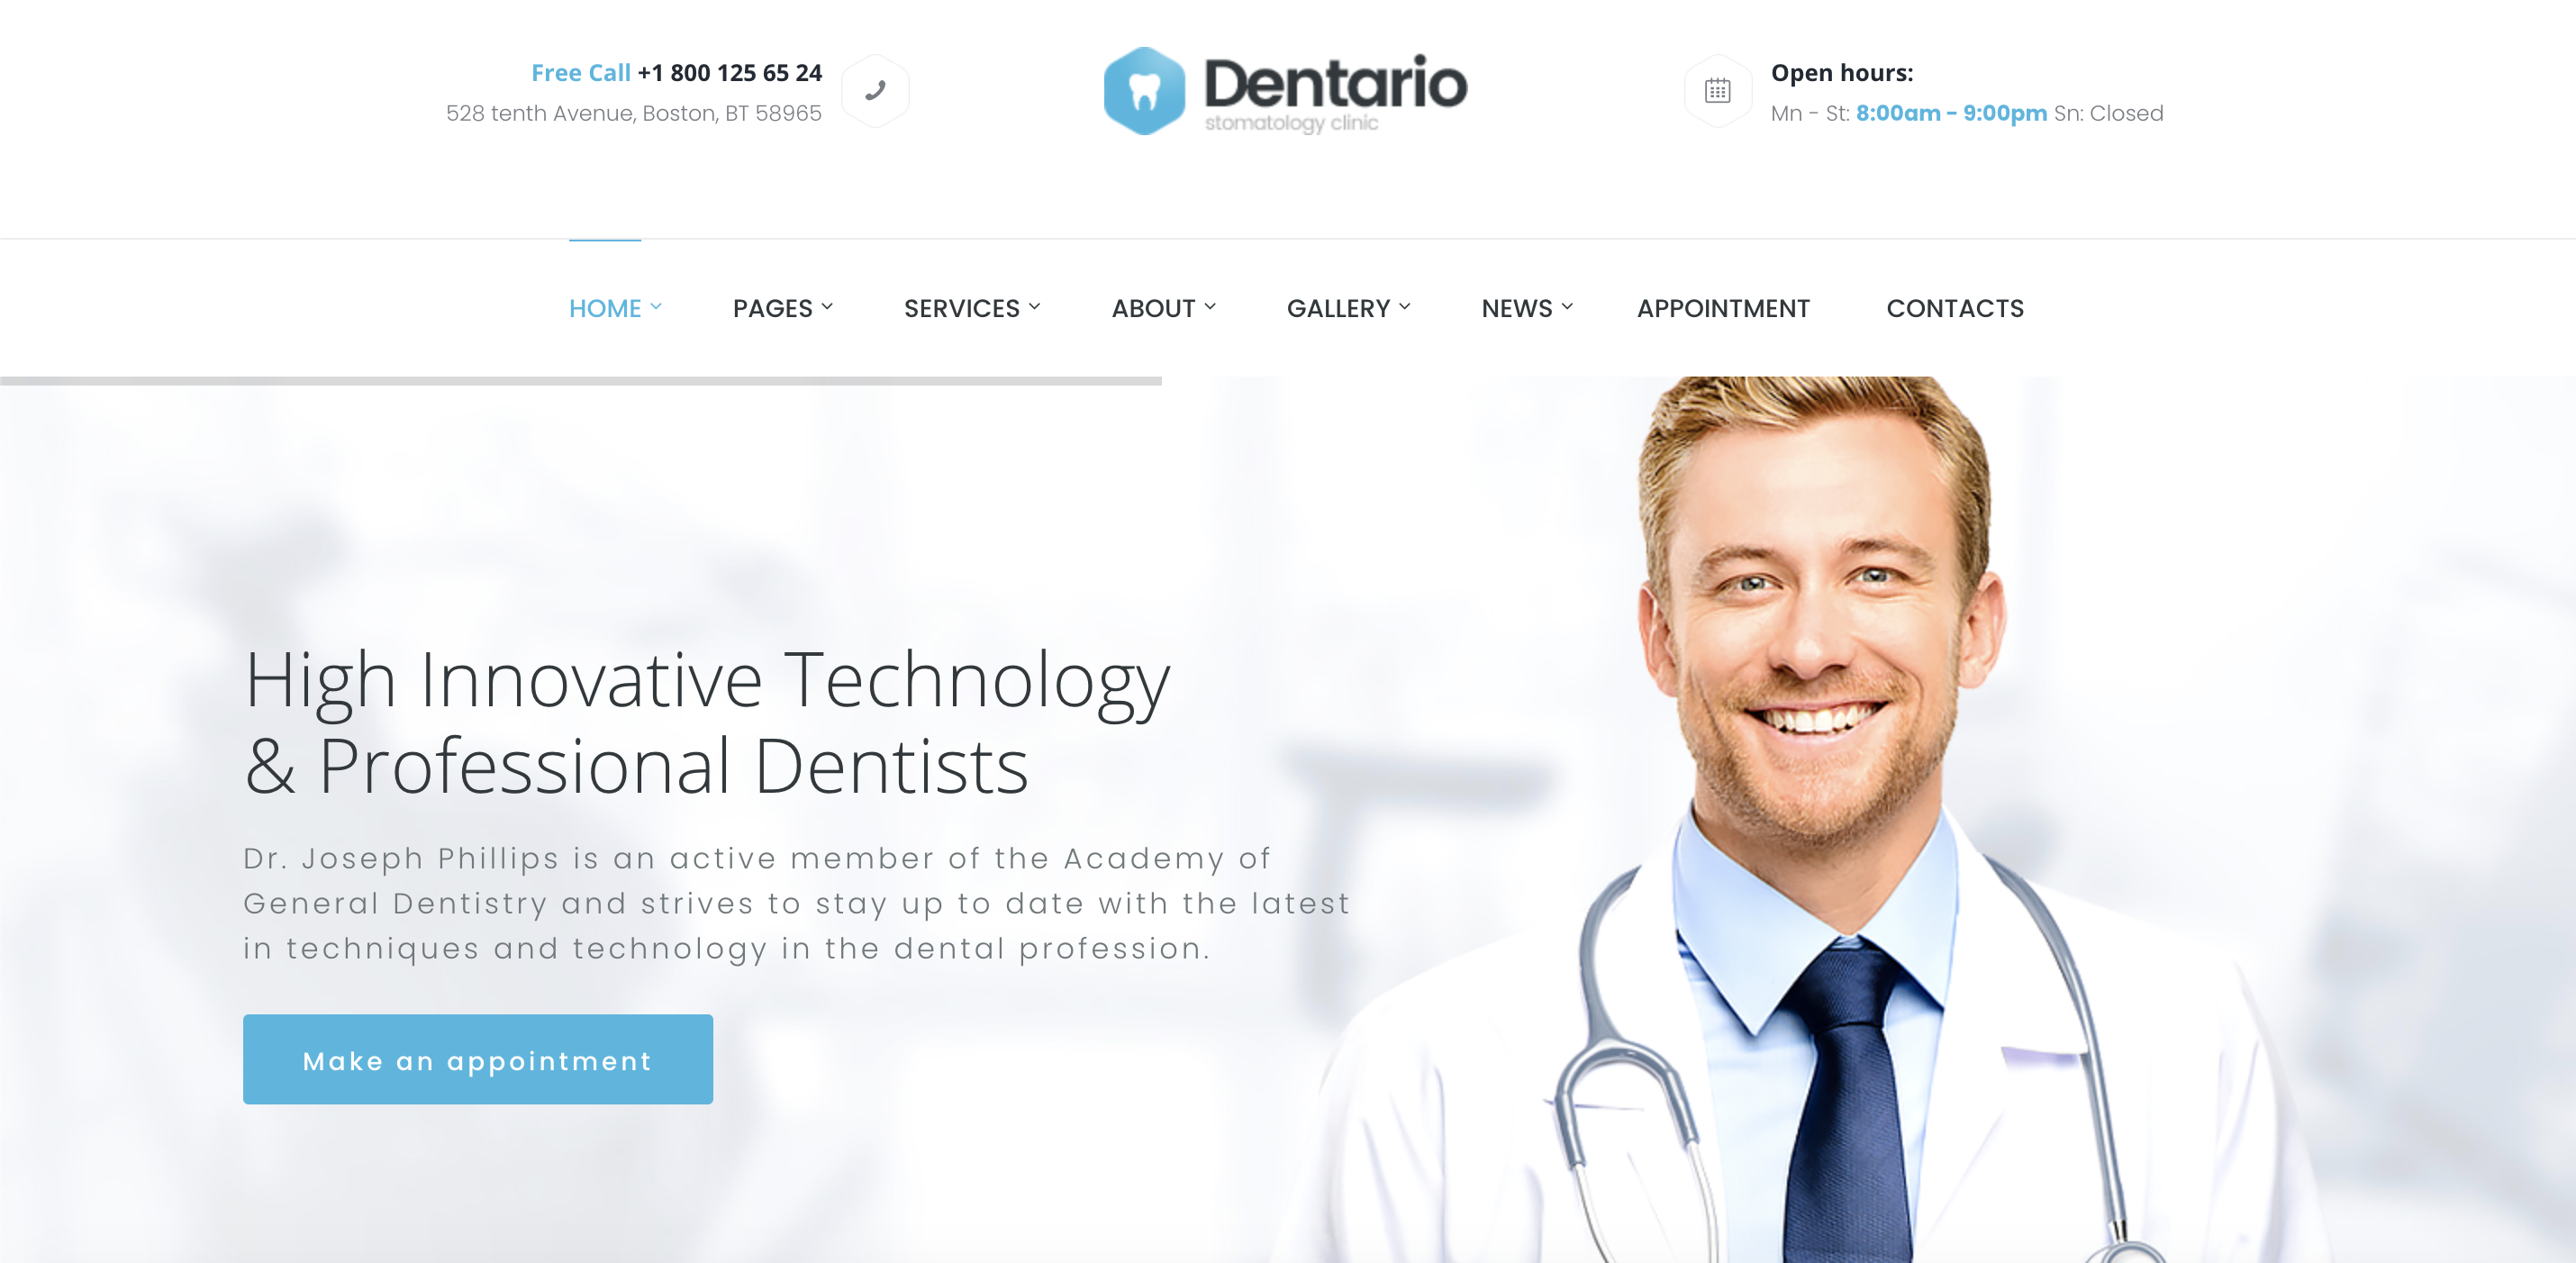 Free Call +1 800 125 65 24
528 tenth Avenue, Boston, BT 58965
Dentario
stomatology clinic
Open hours:
Mn - St: 8:00am - 9:00pm Sn: Closed
HOME PAGES SERVICES ABOUT GALLERY NEWS APPOINTMENT CONTACTS
High Innovative Technology
& Professional Dentists
Dr. Joseph Phillips is an active member of the Academy of
General Dentistry and strives to stay up to date with the latest
in techniques and technology in the dental profession.
Make an appointment